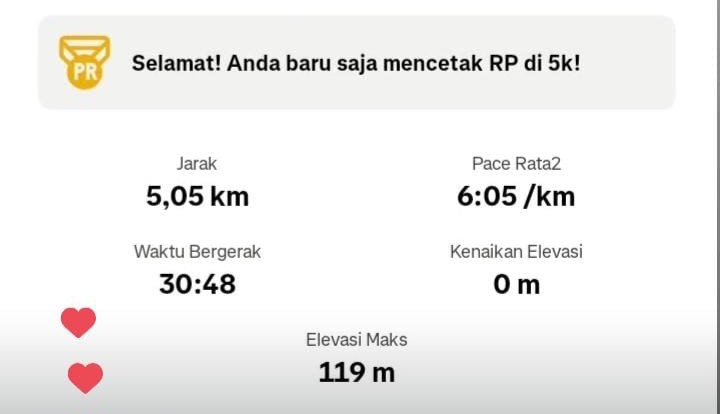 PR
Selamat! Anda baru saja mencetak RP di 5k!
Jarak
5,05 km
Pace Rata2
6:05 /km
Waktu Bergerak
30:48
Kenaikan Elevasi
0 m
Elevasi Maks
119 m